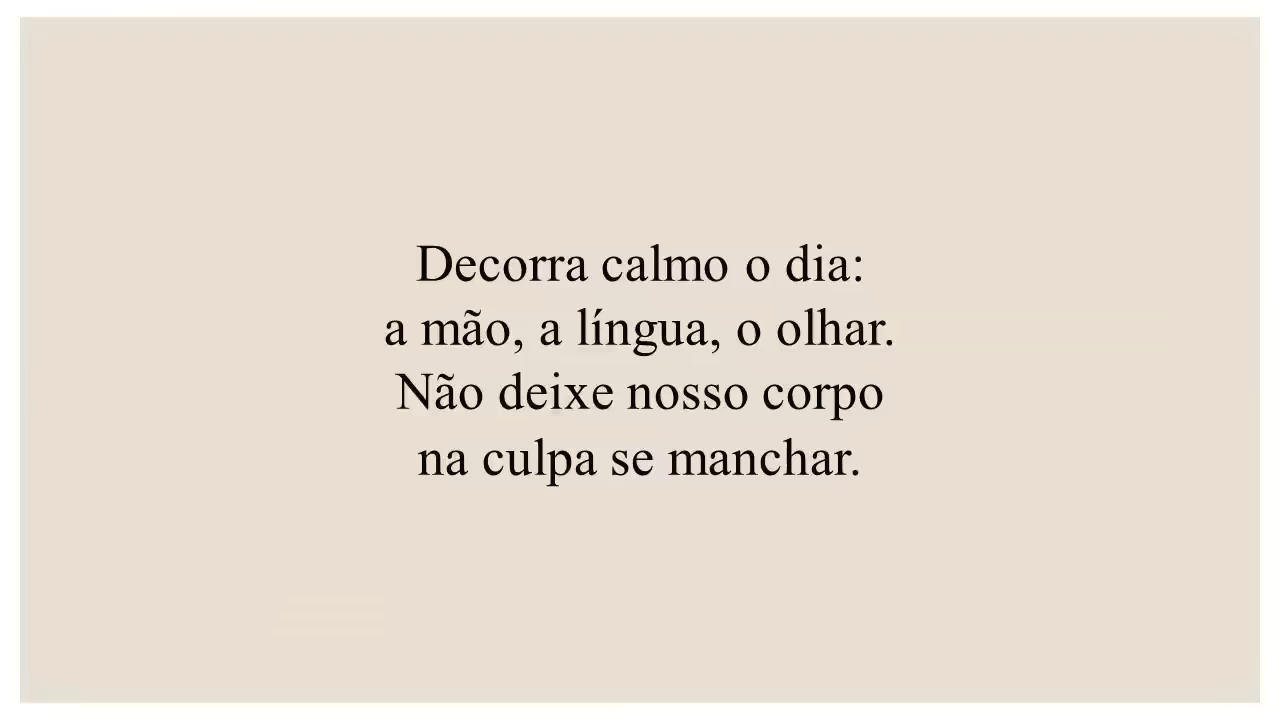 Decorra calmo o dia:
a mão, a língua, o olhar.
Não deixe nosso corpo
na culpa se manchar.